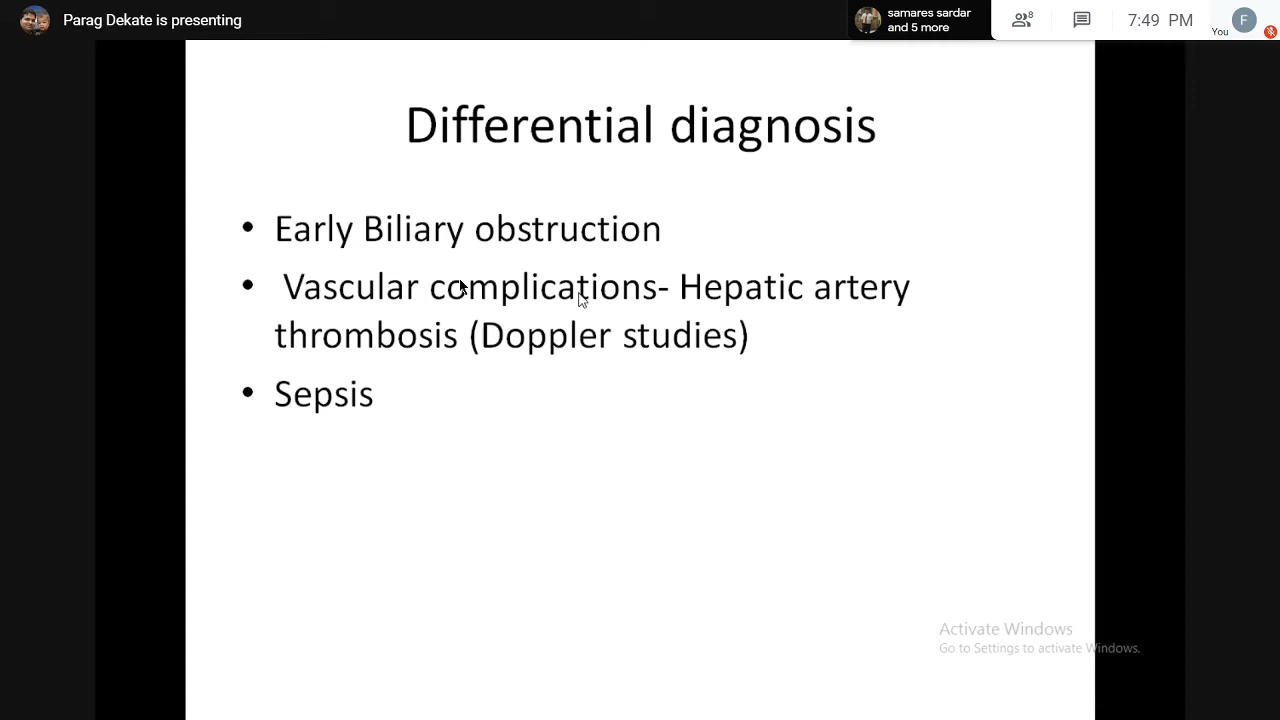 Parag Dekate is presenting
samares sardar
and 5 more
8
7:49 PM
You
F
Differential diagnosis
• Early Biliary obstruction
• Vascular complications- Hepatic artery
thrombosis (Doppler studies)
• Sepsis
Activate Windows
Go to Settings to activate Windows.